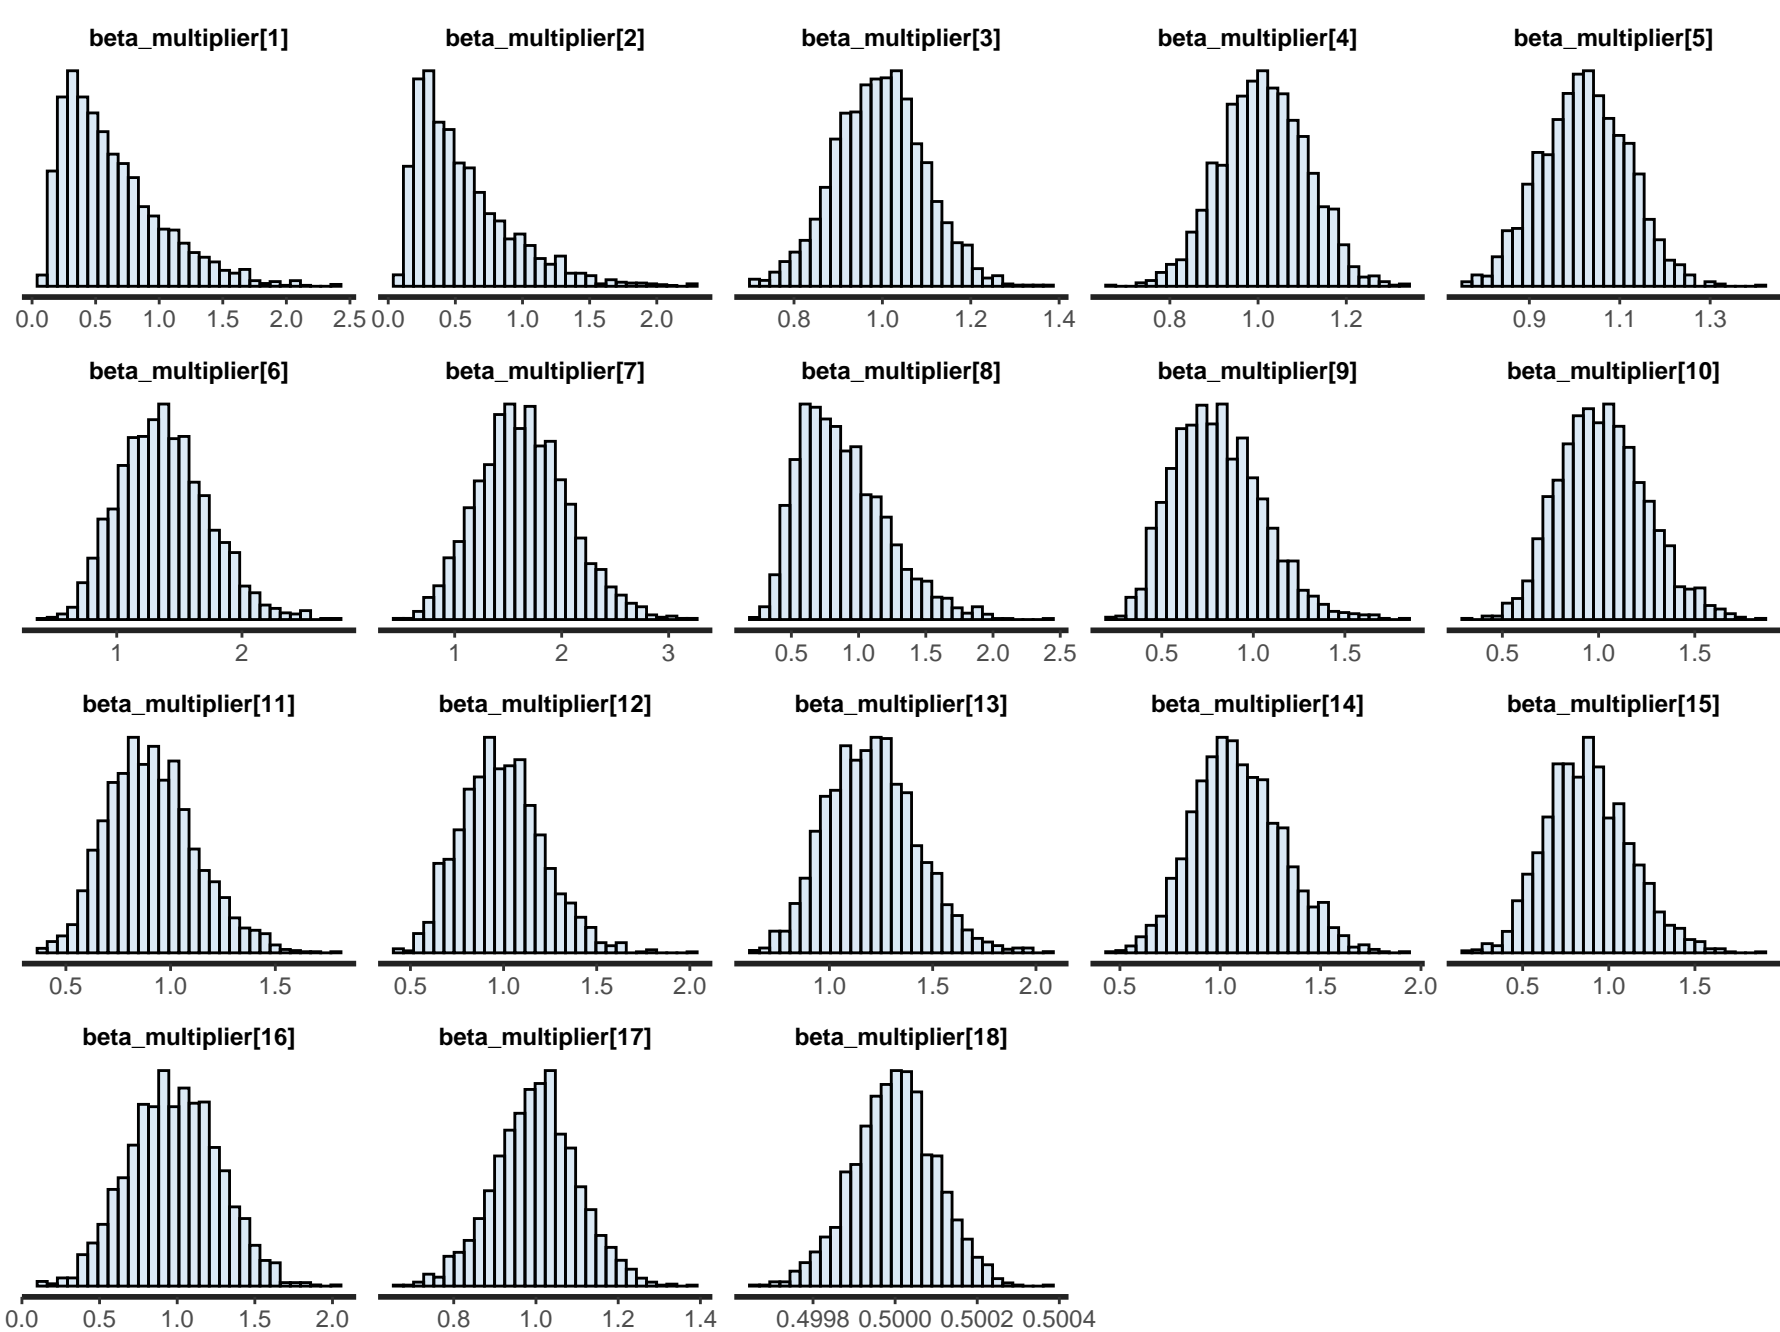 beta_multiplier[1] beta_multiplier[2] beta_multiplier[3] beta_multiplier[4] beta_multiplier[5]
0.0 0.5 1.0 1.5 2.0 2.5 0.0 0.5 1.0 1.5 2.0 0.8 1.0 1.2 1.4 0.8 1.0 1.2 0.9 1.1 1.3
beta_multiplier[6] beta_multiplier[7] beta_multiplier[8] beta_multiplier[9] beta_multiplier[10]
1 2 1 2 3 0.5 1.0 1.5 2.0 2.5 0.5 1.0 1.5 0.5 1.0 1.5
beta_multiplier[11] beta_multiplier[12] beta_multiplier[13] beta_multiplier[14] beta_multiplier[15]
0.5 1.0 1.5 0.5 1.0 1.5 2.0 1.0 1.5 2.0 0.5 1.0 1.5 2.0 0.5 1.0 1.5
beta_multiplier[16] beta_multiplier[17] beta_multiplier[18]
0.0 0.5 1.0 1.5 2.0 0.8 1.0 1.2 1.4 0.4998 0.5000 0.5002 0.5004